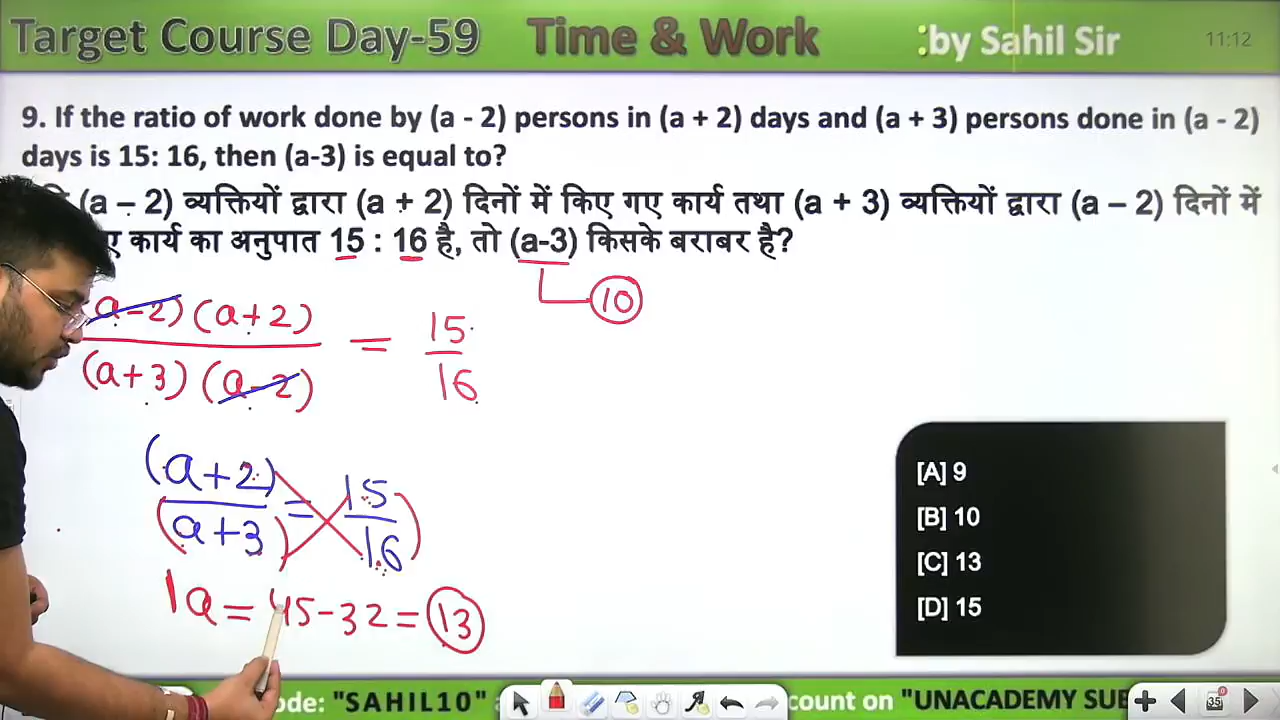 Target Course Day-59 Time & Work :by Sahil Sir 11:12
9. If the ratio of work done by (a - 2) persons in (a + 2) days and (a + 3) persons done in (a - 2)
days is 15: 16, then (a-3) is equal to?
(a – 2) व्यक्तियों द्वारा (a + 2) दिनों में किए गए कार्य तथा (a + 3) व्यक्तियों द्वारा (a – 2) दिनों में
कार्य का अनुपात 15 : 16 है, तो (a-3) किसके बराबर है?
10
a-2) (a+2)
(a+3) (a-2)
= 15
16
(a+2)
(a+3)
= 15
16
1a = 45-32 = 13
[A] 9
[B] 10
[C] 13
[D] 15
ode: "SAHIL10"
count on "UNACADEMY SUB
35